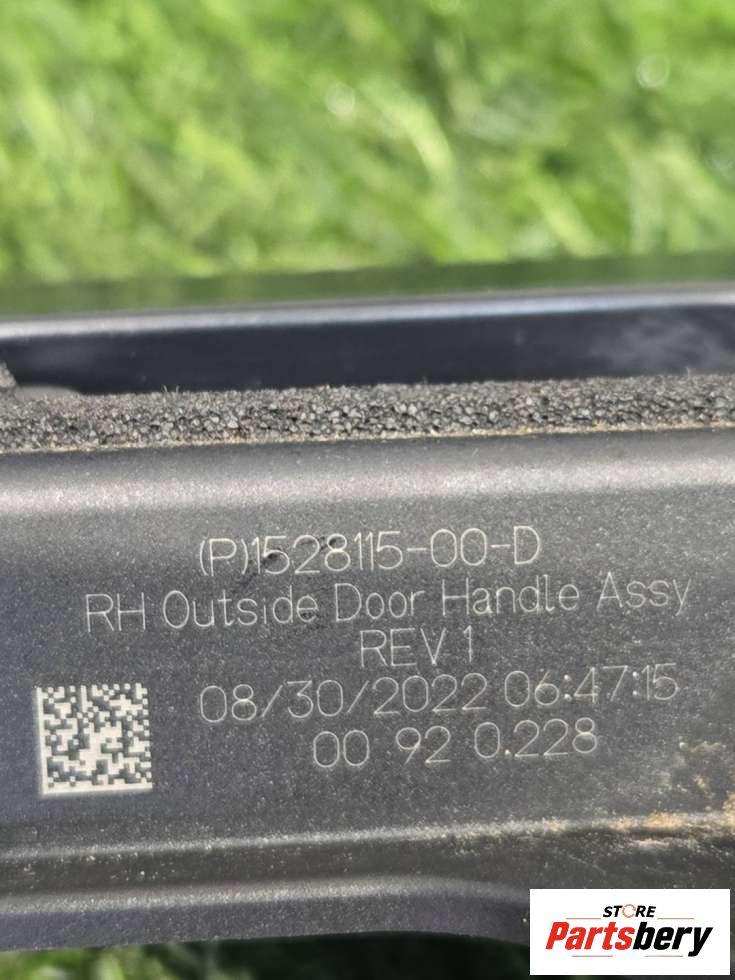 (P)1528115-00-D
RH Outside Door Handle Assy
REV 1
08/30/2022 06:47:15
00 92 0.228
STORE
Partsbery